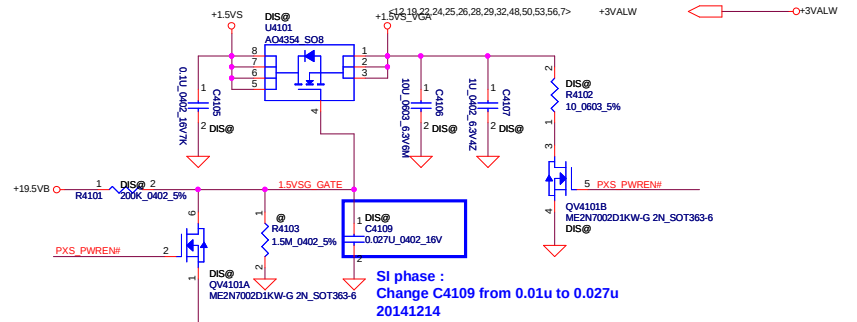 +1.5VS
DIS@
U4101
AO4354_SO8
+1.5VS_VGA
<12,19,22,24,25,26,28,29,32,48,50,53,56,7>
+3VALW
+3VALW
8
7
6
5
1
2
3
4
0.1U_0402_16V7K
C4105
1
2
DIS@
10U_0603_6.3V6M
C4106
1
2
DIS@
1U_0402_6.3V4Z
C4107
1
2
DIS@
2
DIS@
R4102
10_0603_5%
1
3
5
PXS_PWREN#
4
QV4101B
ME2N7002D1KW-G 2N_SOT363-6
DIS@
+19.5VB
1
DIS@
2
R4101
200K_0402_5%
1.5VSG_GATE
6
PXS_PWREN#
2
1
DIS@
QV4101A
ME2N7002D1KW-G 2N_SOT363-6
1
@
R4103
1.5M_0402_5%
2
1
DIS@
C4109
0.027U_0402_16V
2
SI phase :
Change C4109 from 0.01u to 0.027u
20141214